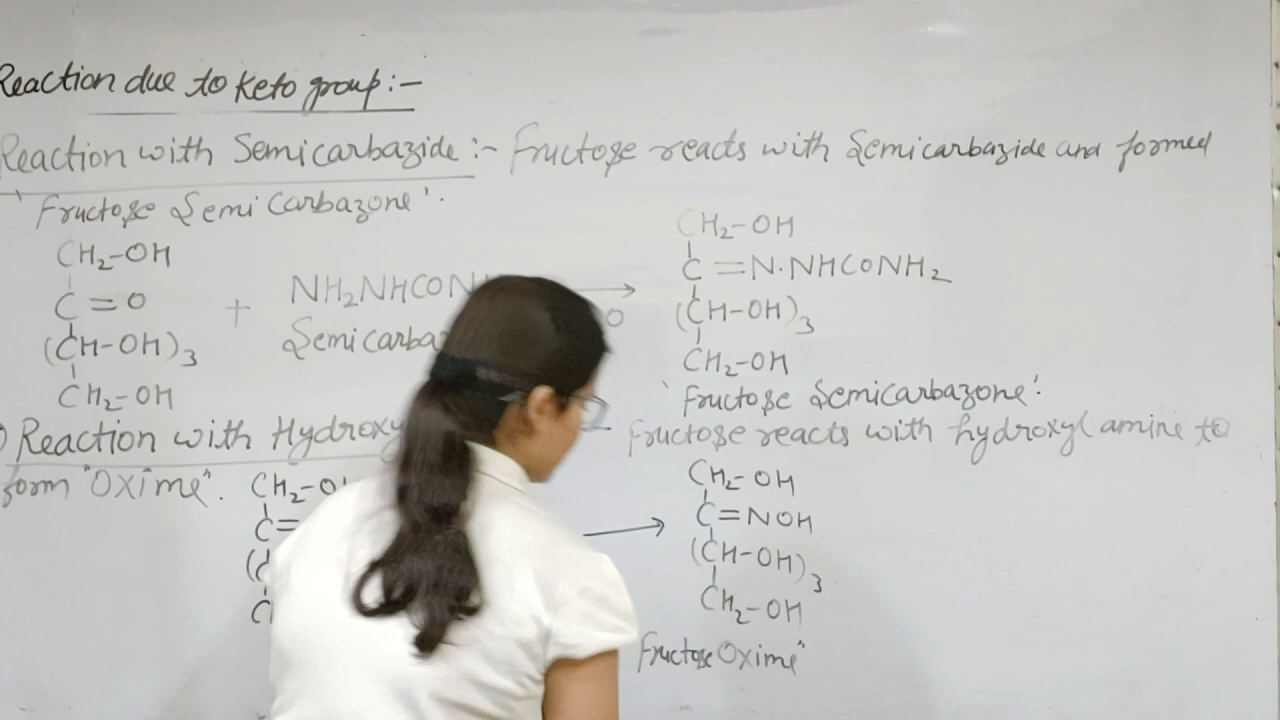 Reaction due to Keto group:-
Reaction with Semicarbazide :- Fructose reacts with Semicarbazide and formed
'Fructose Semi Carbazone'.
CH2-OH
C=O
(CH-OH)3
CH2-OH
+
NH2NHCON
→
CH2-OH
C=N.NHCONH2
(CH-OH)3
CH2-OH
'Fructose Semicarbazone'.
Reaction with Fructose reacts with hydroxyl amine to
form "Oxime".
C=
→
CH2-OH
C=NOH
(CH-OH)3
CH2-OH
Fructose Oxime"